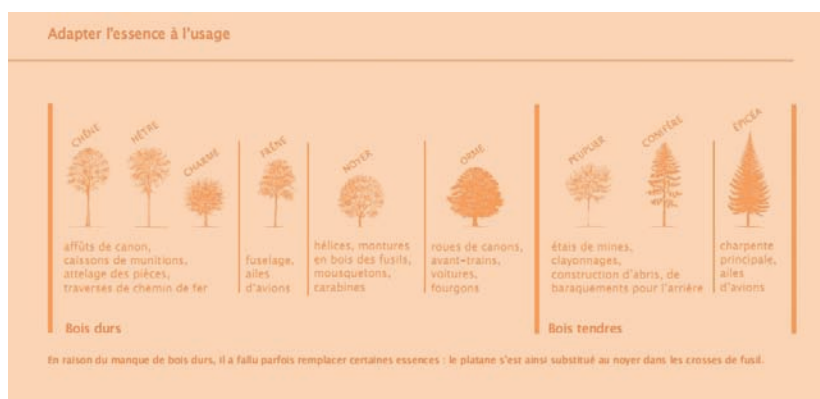 Adapter l'essence à l'usage
CHÊNE
HÊTRE
CHARME
FRÊNE
NOYER
ORME
PEUPLIER
CONIFÈRE
ÉPICÉA
affûts de canon,
caissons de munitions,
attelage des pièces,
traverses de chemin de fer
fuselage,
ailes
d'avions
hélices, montures
en bois des fusils,
mousquetons,
carabines
roues de canons,
avant-trains,
voitures,
fourgons
étais de mines,
clayonnages,
construction d'abris, de
baraquements pour l'arrière
charpente
principale,
ailes
d'avions
Bois durs
Bois tendres
En raison du manque de bois durs, il a fallu parfois remplacer certaines essences : le platane s'est ainsi substitué au noyer dans les crosses de fusil.